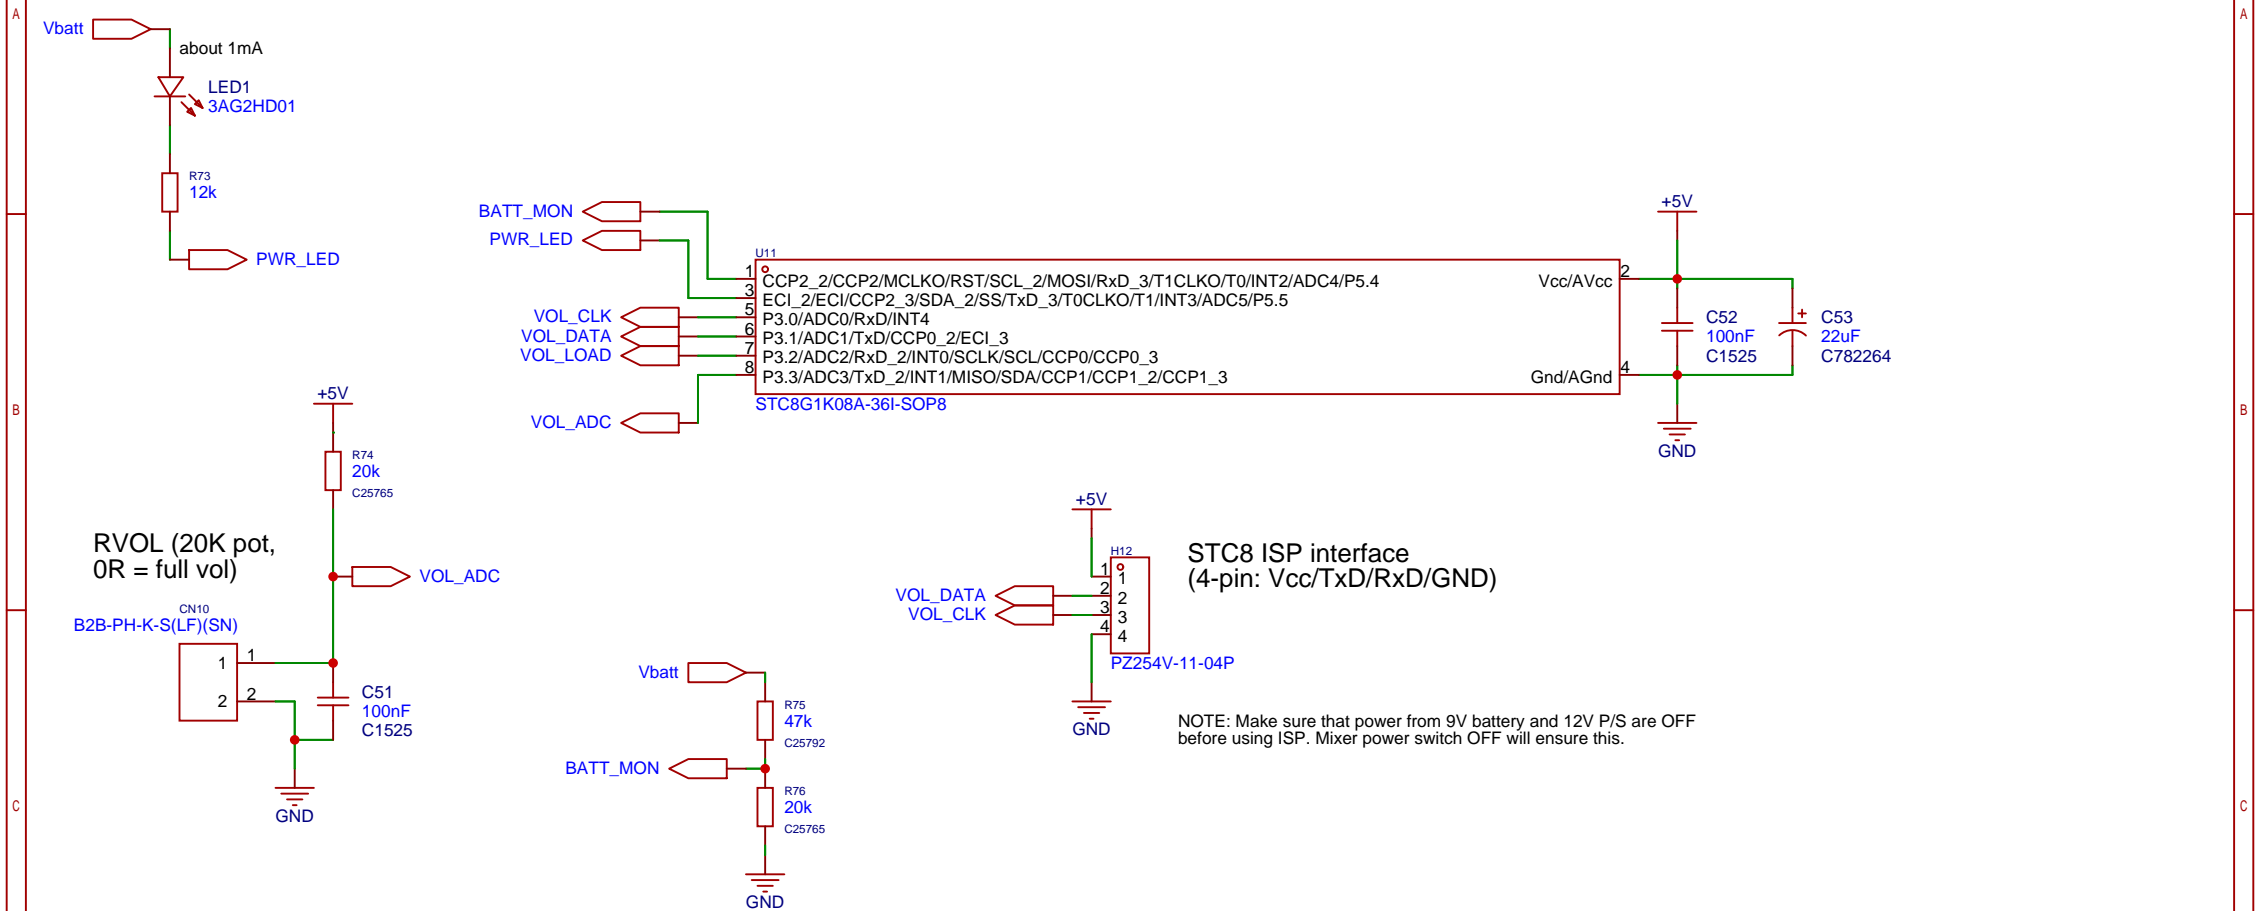 A
A
Vbatt
about 1mA
LED1
3AG2HD01
R73
12k
PWR_LED
BATT_MON
PWR_LED
VOL_CLK
VOL_DATA
VOL_LOAD
VOL_ADC
U11
1
3
5
6
7
8
CCP2_2/CCP2/MCLKO/RST/SCL_2/MOSI/RxD_3/T1CLKO/T0/INT2/ADC4/P5.4
ECI_2/ECI/CCP2_3/SDA_2/SS/TxD_3/T0CLKO/T1/INT3/ADC5/P5.5
P3.0/ADC0/RxD/INT4
P3.1/ADC1/TxD/CCP0_2/ECI_3
P3.2/ADC2/RxD_2/INT0/SCLK/SCL/CCP0/CCP0_3
P3.3/ADC3/TxD_2/INT1/MISO/SDA/CCP1/CCP1_2/CCP1_3
Vcc/AVcc
2
Gnd/AGnd
4
STC8G1K08A-36I-SOP8
+5V
C52
100nF
C1525
+
C53
22uF
C782264
GND
B
B
+5V
R74
20k
C25765
RVOL (20K pot,
0R = full vol)
VOL_ADC
CN10
B2B-PH-K-S(LF)(SN)
1
1
2
2
C51
100nF
C1525
GND
+5V
H12
1
1
2
2
3
3
4
4
VOL_DATA
VOL_CLK
PZ254V-11-04P
GND
STC8 ISP interface
(4-pin: Vcc/TxD/RxD/GND)
NOTE: Make sure that power from 9V battery and 12V P/S are OFF
before using ISP. Mixer power switch OFF will ensure this.
Vbatt
R75
47k
C25792
BATT_MON
R76
20k
C25765
GND
C
C